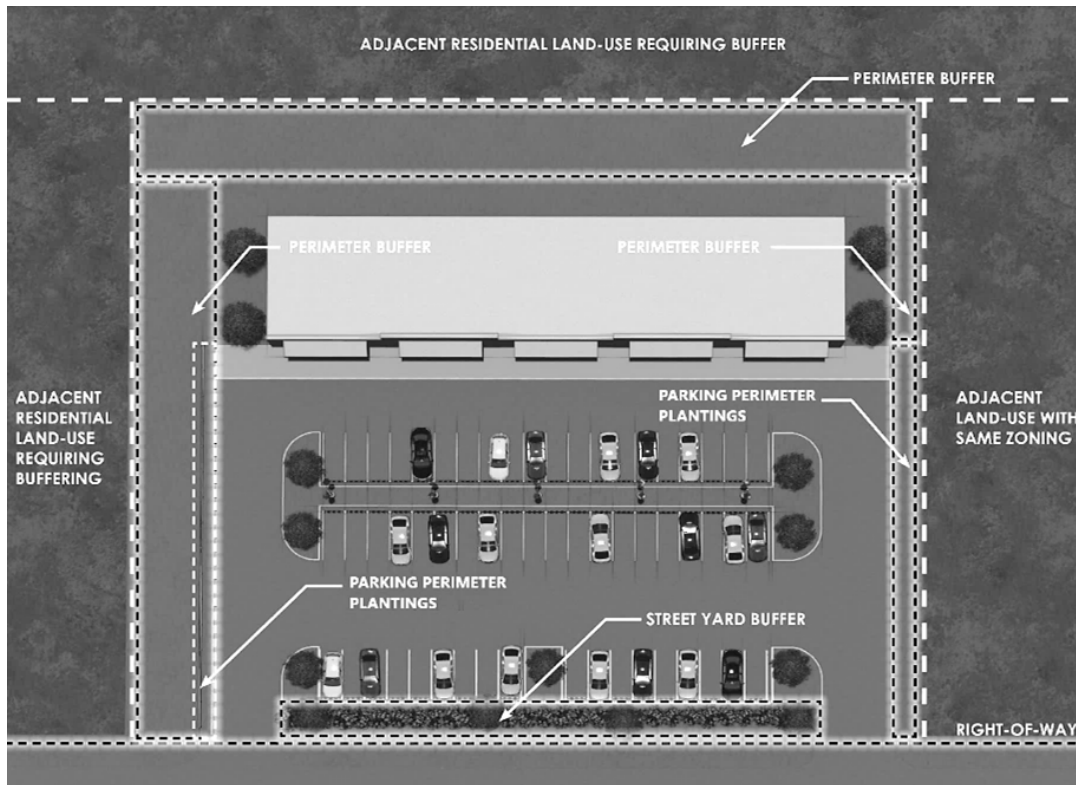 ADJACENT RESIDENTIAL LAND-USE REQUIRING BUFFER
PERIMETER BUFFER
PERIMETER BUFFER
PERIMETER BUFFER
ADJACENT
RESIDENTIAL
LAND-USE
REQUIRING
BUFFERING
PARKING PERIMETER
PLANTINGS
ADJACENT
LAND-USE WITH
SAME ZONING
PARKING PERIMETER
PLANTINGS
STREET YARD BUFFER
RIGHT-OF-WAY